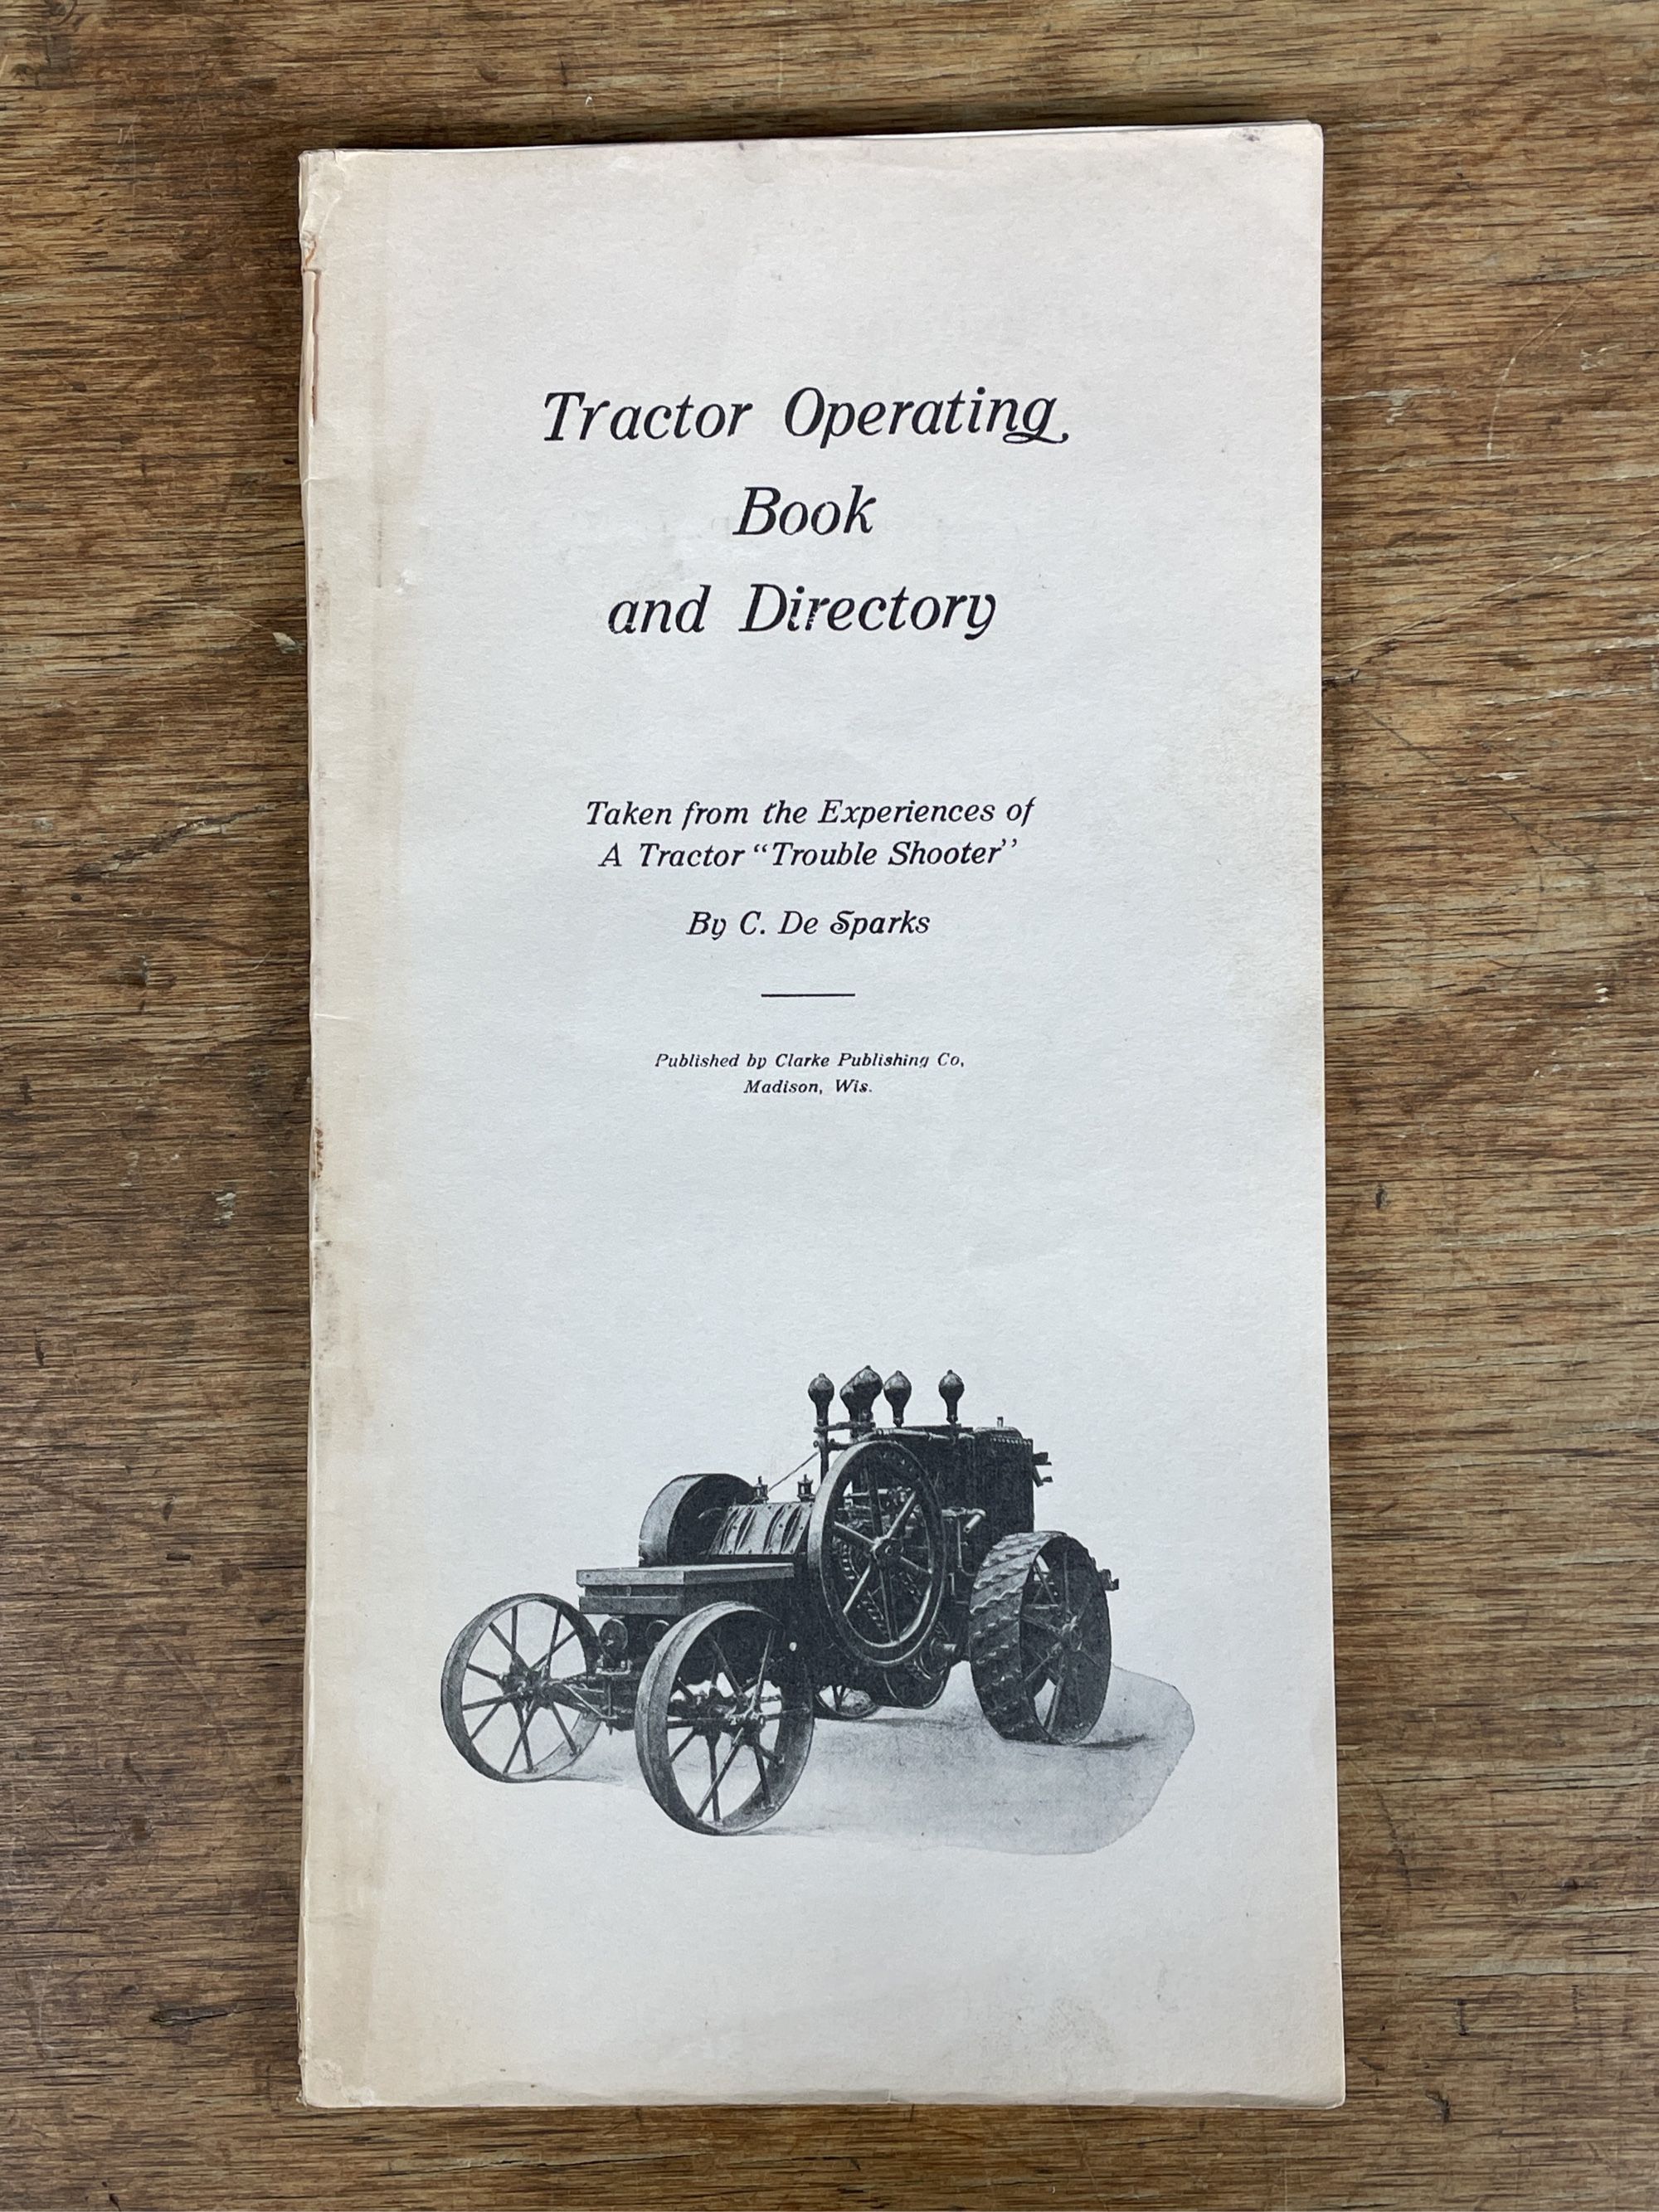 Tractor Operating
Book
and Directory
Taken from the Experiences of
A Tractor “Trouble Shooter”
By C. De Sparks
Published by Clarke Publishing Co,
Madison, Wis.